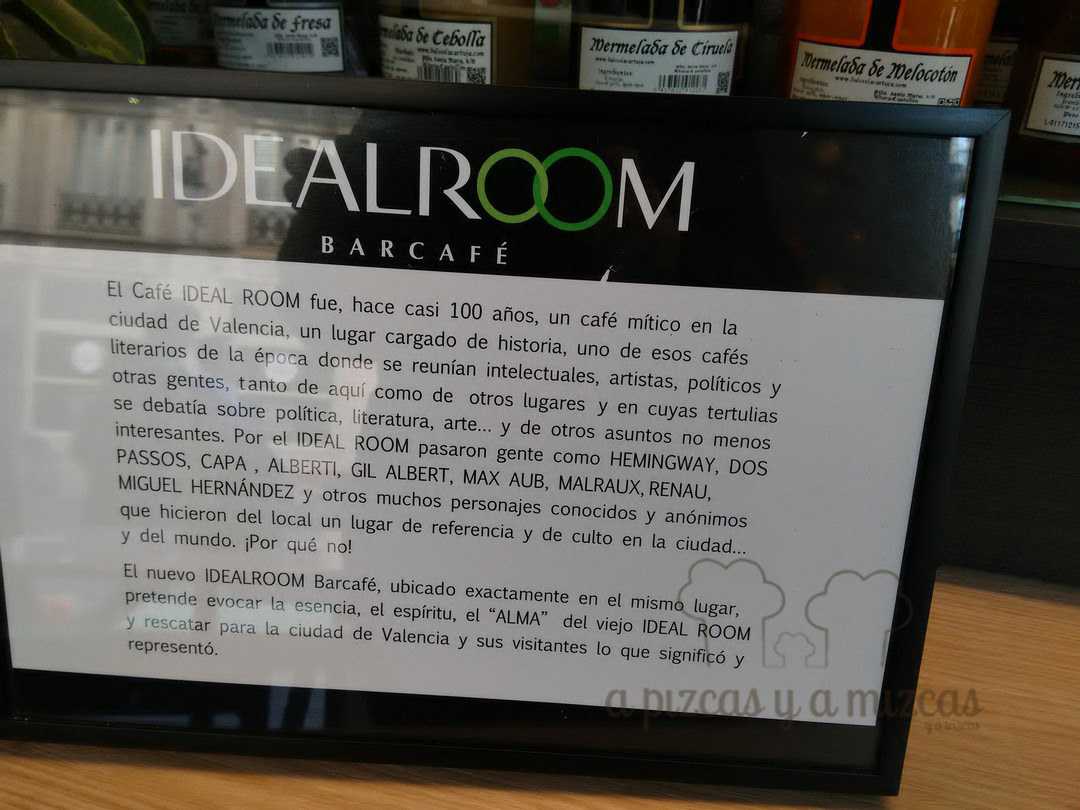 Mermelada de Fresa
Mermelada de Cebolla
Mermelada de Ciruela
Mermelada de Melocotón
IDEALROOM
BARCAFÉ
El Café IDEAL ROOM fue, hace casi 100 años, un café mítico en la
ciudad de Valencia, un lugar cargado de historia, uno de esos cafés
literarios de la época donde se reunían intelectuales, artistas, políticos y
otras gentes, tanto de aquí como de otros lugares y en cuyas tertulias
se debatía sobre política, literatura, arte... y de otros asuntos no menos
interesantes. Por el IDEAL ROOM pasaron gente como HEMINGWAY, DOS
PASSOS, CAPA , ALBERTI, GIL ALBERT, MAX AUB, MALRAUX, RENAU,
MIGUEL HERNÁNDEZ y otros muchos personajes conocidos y anónimos
que hicieron del local un lugar de referencia y de culto en la ciudad...
y del mundo. ¡Por qué no!
El nuevo IDEALROOM Barcafé, ubicado exactamente en el mismo lugar,
pretende evocar la esencia, el espíritu, el “ALMA” del viejo IDEAL ROOM
y rescatar para la ciudad de Valencia y sus visitantes lo que significó y
representó.
a pizcas y a mizcas